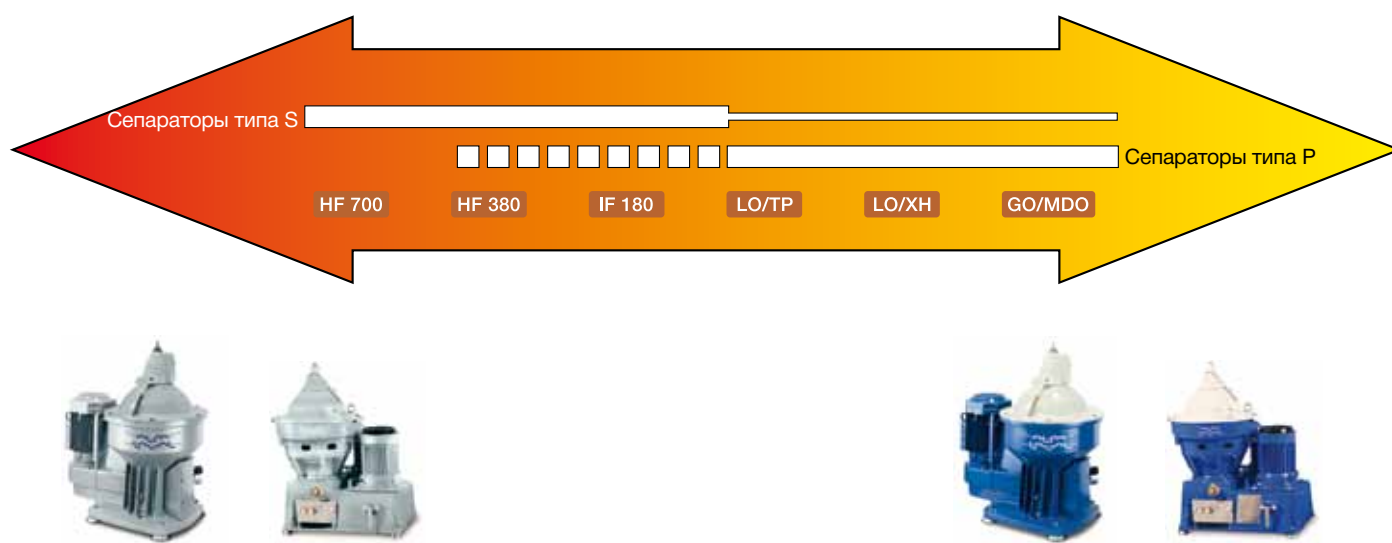 Сепараторы типа S
Сепараторы типа P
HF 700 HF 380 IF 180 LO/TP LO/XH GO/MDO